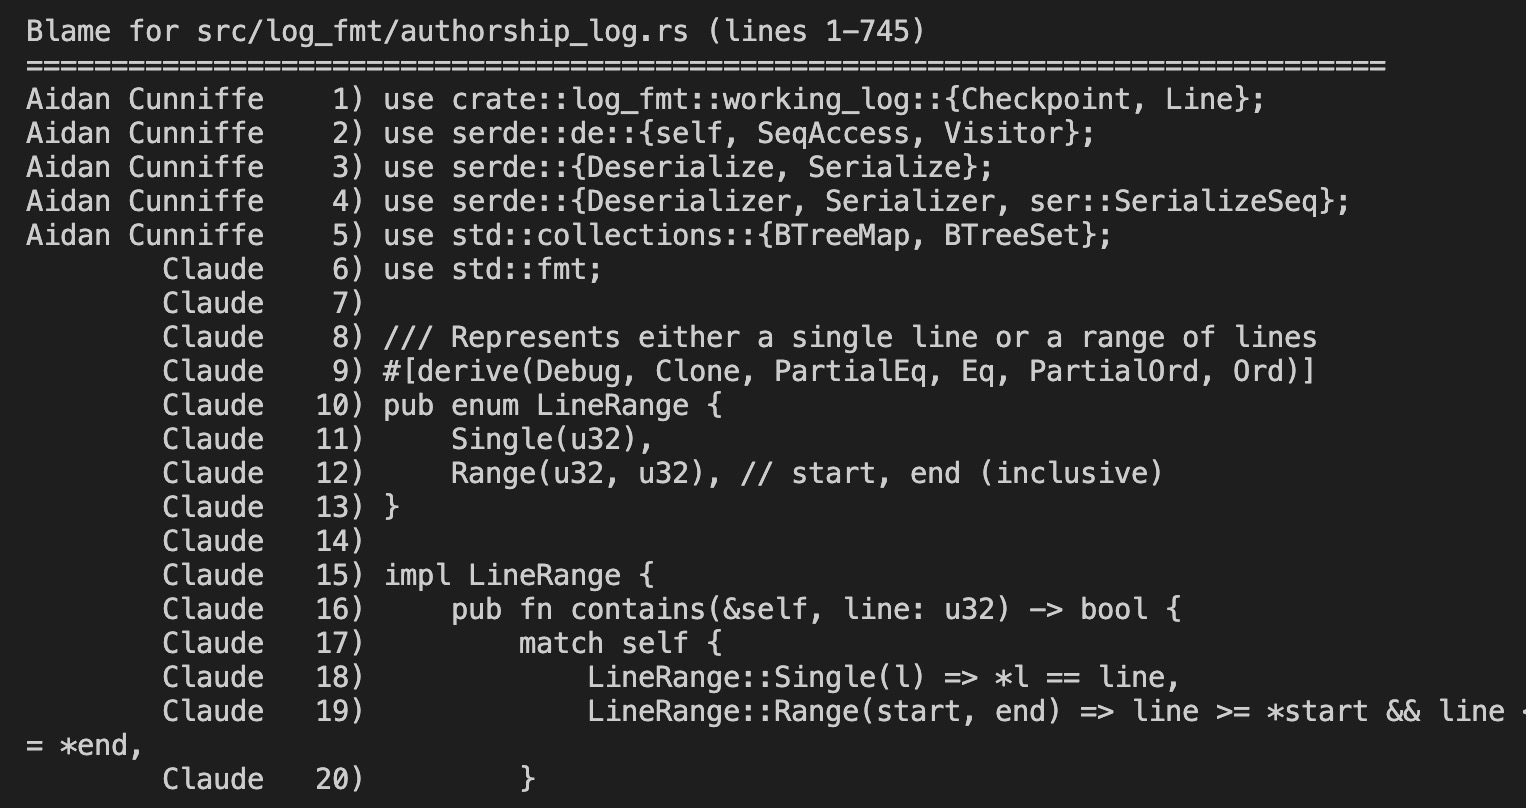 Blame for src/log_fmt/authorship_log.rs (lines 1-745)
================================================================================
Aidan Cunniffe    1) use crate::log_fmt::working_log::{Checkpoint, Line};
Aidan Cunniffe    2) use serde::de::{self, SeqAccess, Visitor};
Aidan Cunniffe    3) use serde::{Deserialize, Serialize};
Aidan Cunniffe    4) use serde::{Deserializer, Serializer, ser::SerializeSeq};
Aidan Cunniffe    5) use std::collections::{BTreeMap, BTreeSet};
        Claude    6) use std::fmt;
        Claude    7)
        Claude    8) /// Represents either a single line or a range of lines
        Claude    9) #[derive(Debug, Clone, PartialEq, Eq, PartialOrd, Ord)]
        Claude   10) pub enum LineRange {
        Claude   11)     Single(u32),
        Claude   12)     Range(u32, u32), // start, end (inclusive)
        Claude   13) }
        Claude   14)
        Claude   15) impl LineRange {
        Claude   16)     pub fn contains(&self, line: u32) -> bool {
        Claude   17)         match self {
        Claude   18)             LineRange::Single(l) => *l == line,
        Claude   19)             LineRange::Range(start, end) => line >= *start && line <
= *end,
        Claude   20)         }